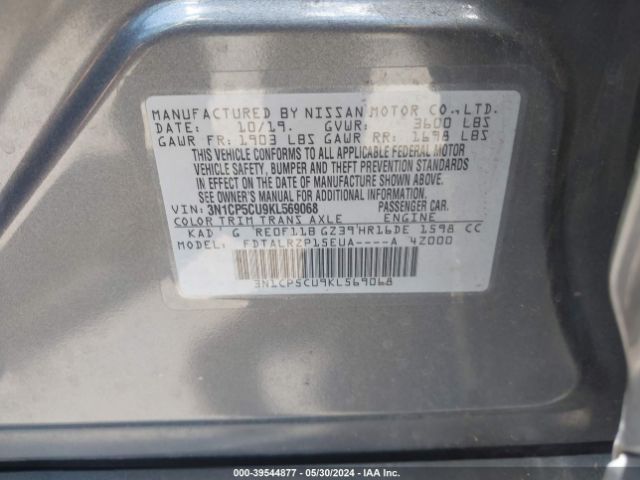 MANUFACTURED BY NISSAN MOTOR CO.,LTD.
DATE: 10/19. GVWR: 3600 LBS
GAWR FR: 1903 LBS GAWR RR: 1698 LBS
THIS VEHICLE CONFORMS TO ALL APPLICABLE FEDERAL MOTOR
VEHICLE SAFETY, BUMPER AND THEFT PREVENTION STANDARDS
IN EFFECT ON THE DATE OF MANUFACTURE SHOWN ABOVE.
SEE OWNER'S MANUAL FOR ADDITIONAL INFORMATION.
VIN: 3N1CP5CU9KL569068 PASSENGER CAR.
COLOR TRIM TRANS AXLE ENGINE
KAD G RE0F11B GZ39 HR16DE 1598 CC
MODEL: FDTALRZP15EUA----A 4Z000
3N1CP5CU9KL569068
000-39544877 - 05/30/2024 - IAA Inc.